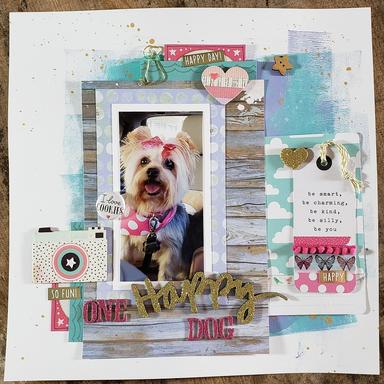 HAPPY DAY!
I love
COOKIES
be smart,
be charming,
be kind,
be silly,
be you
HAPPY
SO FUN!
ONE Happy
DOG